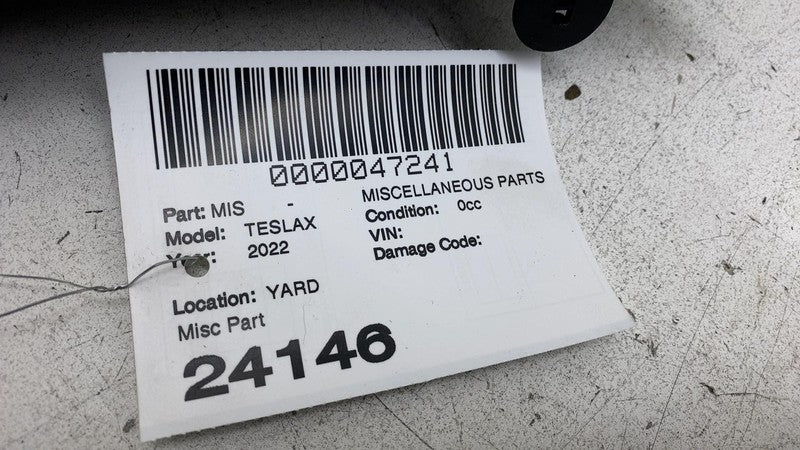 0000047241
Part: MIS - MISCELLANEOUS PARTS
Model: TESLAX Condition: 0cc
Year: 2022 VIN:
Damage Code:
Location: YARD
Misc Part
24146